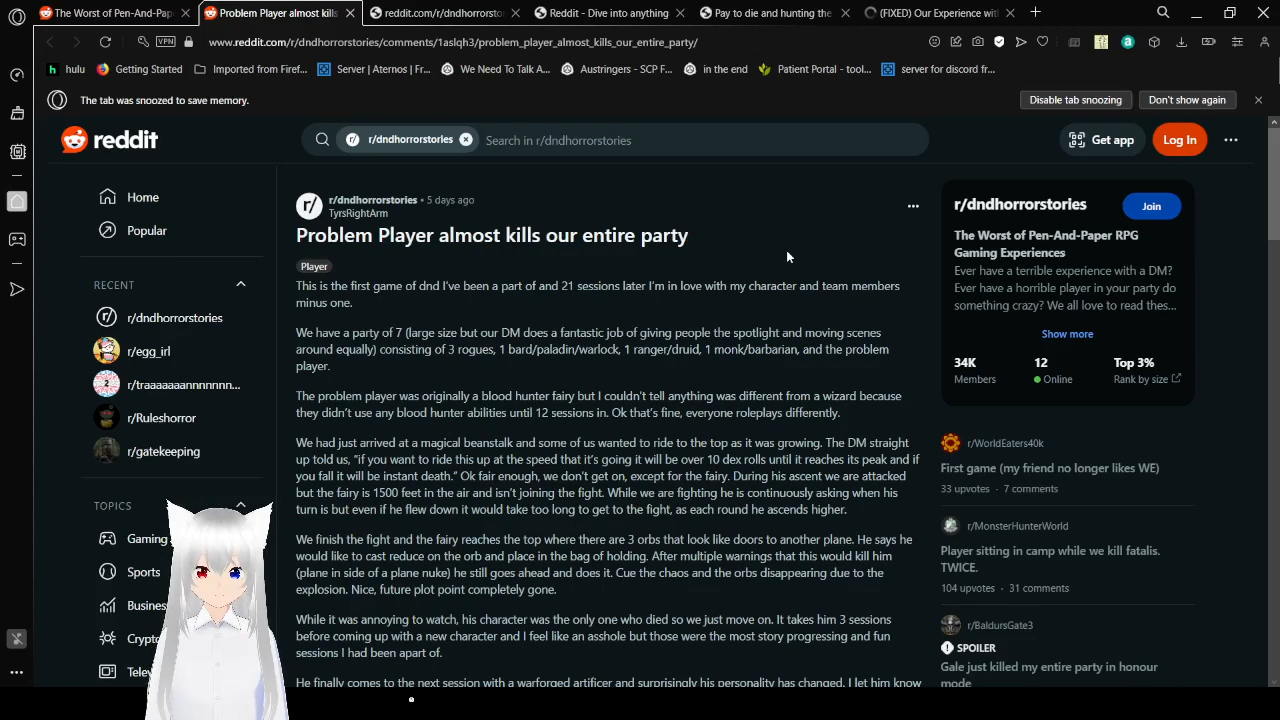 The Worst of Pen-And-Paper
Problem Player almost kills
reddit.com/r/dndhorrorsto
Reddit - Dive into anything
Pay to die and hunting the
(FIXED) Our Experience wit
VPN
www.reddit.com/r/dndhorrorstories/comments/1aslqh3/problem_player_almost_kills_our_entire_party/
hulu
Getting Started
Imported from Firef...
Server | Aternos | Fr...
We Need To Talk A...
Austringers - SCP F...
in the end
Patient Portal - tool...
server for discord fr...
The tab was snoozed to save memory.
Disable tab snoozing
Don't show again
reddit
r/dndhorrorstories
Search in r/dndhorrorstories
Get app
Log In
Home
Popular
RECENT
r/dndhorrorstories
r/egg_irl
r/traaaaaaannnnnnn...
r/Ruleshorror
r/gatekeeping
TOPICS
Gaming
Sports
Busines
Crypto
Telev
r/
r/dndhorrorstories • 5 days ago
TyrsRightArm
Problem Player almost kills our entire party
Player
This is the first game of dnd I've been a part of and 21 sessions later I'm in love with my character and team members
minus one.
We have a party of 7 (large size but our DM does a fantastic job of giving people the spotlight and moving scenes
around equally) consisting of 3 rogues, 1 bard/paladin/warlock, 1 ranger/druid, 1 monk/barbarian, and the problem
player.
The problem player was originally a blood hunter fairy but I couldn't tell anything was different from a wizard because
they didn't use any blood hunter abilities until 12 sessions in. Ok that's fine, everyone roleplays differently.
We had just arrived at a magical beanstalk and some of us wanted to ride to the top as it was growing. The DM straight
up told us, "if you want to ride this up at the speed that it's going it will be over 10 dex rolls until it reaches its peak and if
you fall it will be instant death." Ok fair enough, we don't get on, except for the fairy. During his ascent we are attacked
but the fairy is 1500 feet in the air and isn't joining the fight. While we are fighting he is continuously asking when his
turn is but even if he flew down it would take too long to get to the fight, as each round he ascends higher.
We finish the fight and the fairy reaches the top where there are 3 orbs that look like doors to another plane. He says he
would like to cast reduce on the orb and place in the bag of holding. After multiple warnings that this would kill him
(plane in side of a plane nuke) he still goes ahead and does it. Cue the chaos and the orbs disappearing due to the
explosion. Nice, future plot point completely gone.
While it was annoying to watch, his character was the only one who died so we just move on. It takes him 3 sessions
before coming up with a new character and I feel like an asshole but those were the most story progressing and fun
sessions I had been apart of.
He finally comes to the next session with a warforged artificer and surprisingly his personality has changed. I let him know
r/dndhorrorstories
Join
The Worst of Pen-And-Paper RPG
Gaming Experiences
Ever have a terrible experience with a DM?
Ever have a horrible player in your party do
something crazy? We all love to read thes...
Show more
34K
Members
12
Online
Top 3%
Rank by size
r/WorldEaters40k
First game (my friend no longer likes WE)
33 upvotes • 7 comments
r/MonsterHunterWorld
Player sitting in camp while we kill fatalis.
TWICE.
104 upvotes • 31 comments
r/BaldursGate3
SPOILER
Gale just killed my entire party in honour
mode